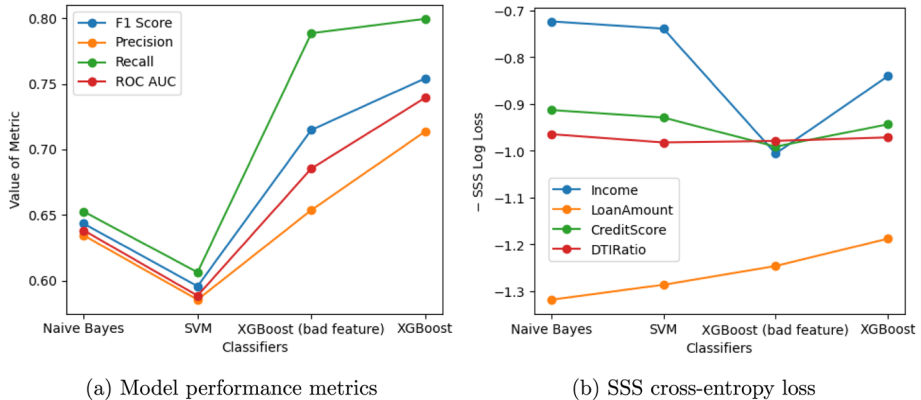 0.80
0.75
0.70
0.65
0.60
Value of Metric
F1 Score
Precision
Recall
ROC AUC
Naive Bayes
SVM
XGBoost (bad feature)
XGBoost
Classifiers
(a) Model performance metrics
−0.7
−0.8
−0.9
−1.0
−1.1
−1.2
−1.3
− SSS Log Loss
Income
LoanAmount
CreditScore
DTIRatio
Naive Bayes
SVM
XGBoost (bad feature)
XGBoost
Classifiers
(b) SSS cross-entropy loss